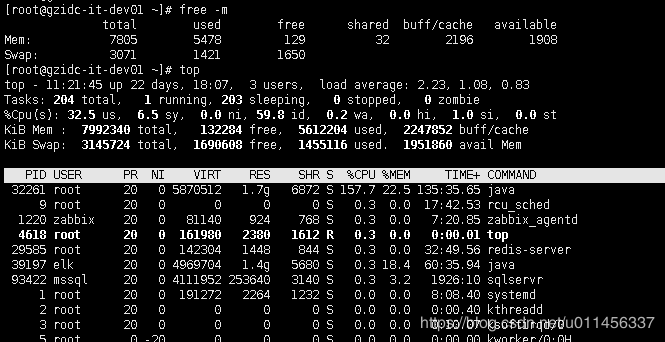 [root@gzidc-it-dev01 ~]# free -m
total used free shared buff/cache available
Mem: 7805 5478 129 32 2196 1908
Swap: 3071 1421 1650
[root@gzidc-it-dev01 ~]# top
top - 11:21:45 up 22 days, 18:07, 3 users, load average: 2.23, 1.08, 0.83
Tasks: 204 total, 1 running, 203 sleeping, 0 stopped, 0 zombie
%Cpu(s): 32.5 us, 6.5 sy, 0.0 ni, 59.8 id, 0.2 wa, 0.0 hi, 1.0 si, 0.0 st
KiB Mem : 7992340 total, 132284 free, 5612204 used, 2247852 buff/cache
KiB Swap: 3145724 total, 1690608 free, 1455116 used. 1951860 avail Mem
PID USER PR NI VIRT RES SHR S %CPU %MEM TIME+ COMMAND
32261 root 20 0 5870512 1.7g 6872 S 157.7 22.5 135:35.65 java
9 root 20 0 0 0 0 S 0.3 0.0 17:42.53 rcu_sched
1220 zabbix 20 0 81140 924 768 S 0.3 0.0 7:20.85 zabbix_agentd
4618 root 20 0 161980 2380 1612 R 0.3 0.0 0:00.01 top
29585 root 20 0 142304 1448 844 S 0.3 0.0 32:49.56 redis-server
39197 elk 20 0 4969704 1.4g 5680 S 0.3 18.4 60:35.94 java
93422 mssql 20 0 4111952 253640 3140 S 0.3 3.2 1926:10 sqlservr
1 root 20 0 191272 2264 1232 S 0.0 0.0 8:08.40 systemd
2 root 20 0 0 0 0 S 0.0 0.0 0:00.40 kthreadd
3 root 20 0 0 0 0 S 0.0 0.0
5 root 0 -20 0 0 0 S 0.0 0.0 0:00.00 kworker/0:0H
https://blog.csdn.net/u011456337